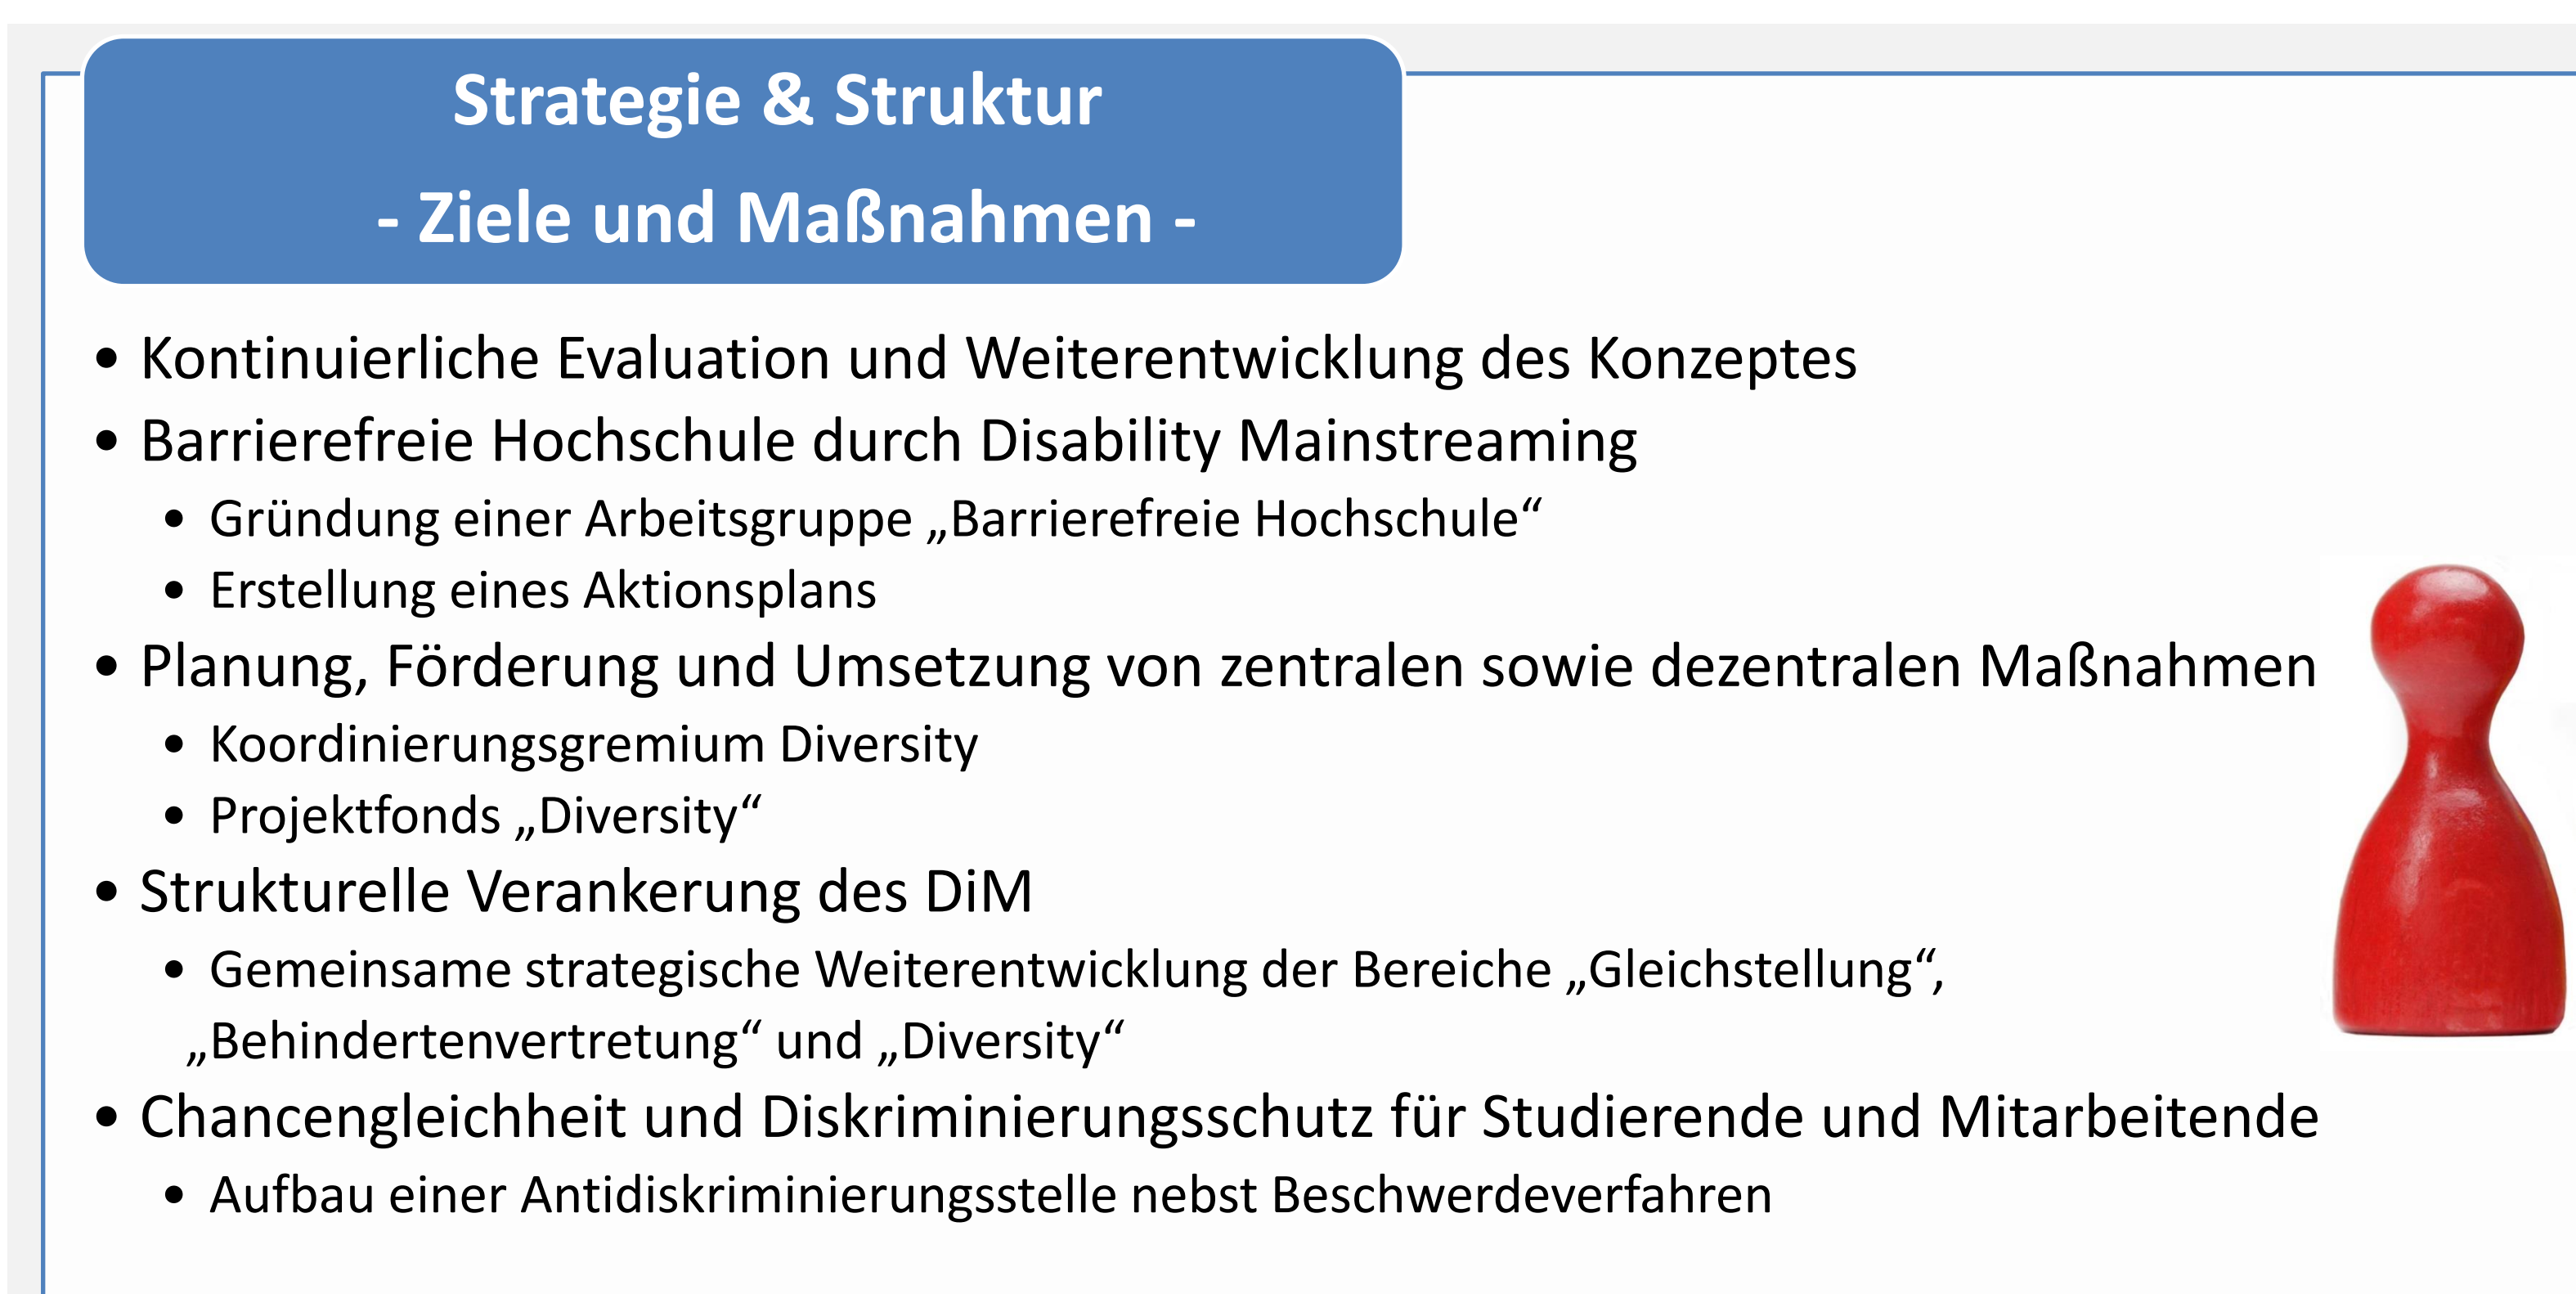 Strategie & Struktur
- Ziele und Maßnahmen -
• Kontinuierliche Evaluation und Weiterentwicklung des Konzeptes
• Barrierefreie Hochschule durch Disability Mainstreaming
• Gründung einer Arbeitsgruppe „Barrierefreie Hochschule“
• Erstellung eines Aktionsplans
• Planung, Förderung und Umsetzung von zentralen sowie dezentralen Maßnahmen
• Koordinierungsgremium Diversity
• Projektfonds „Diversity“
• Strukturelle Verankerung des DiM
• Gemeinsame strategische Weiterentwicklung der Bereiche „Gleichstellung“,
„Behindertenvertretung“ und „Diversity“
• Chancengleichheit und Diskriminierungsschutz für Studierende und Mitarbeitende
• Aufbau einer Antidiskriminierungsstelle nebst Beschwerdeverfahren